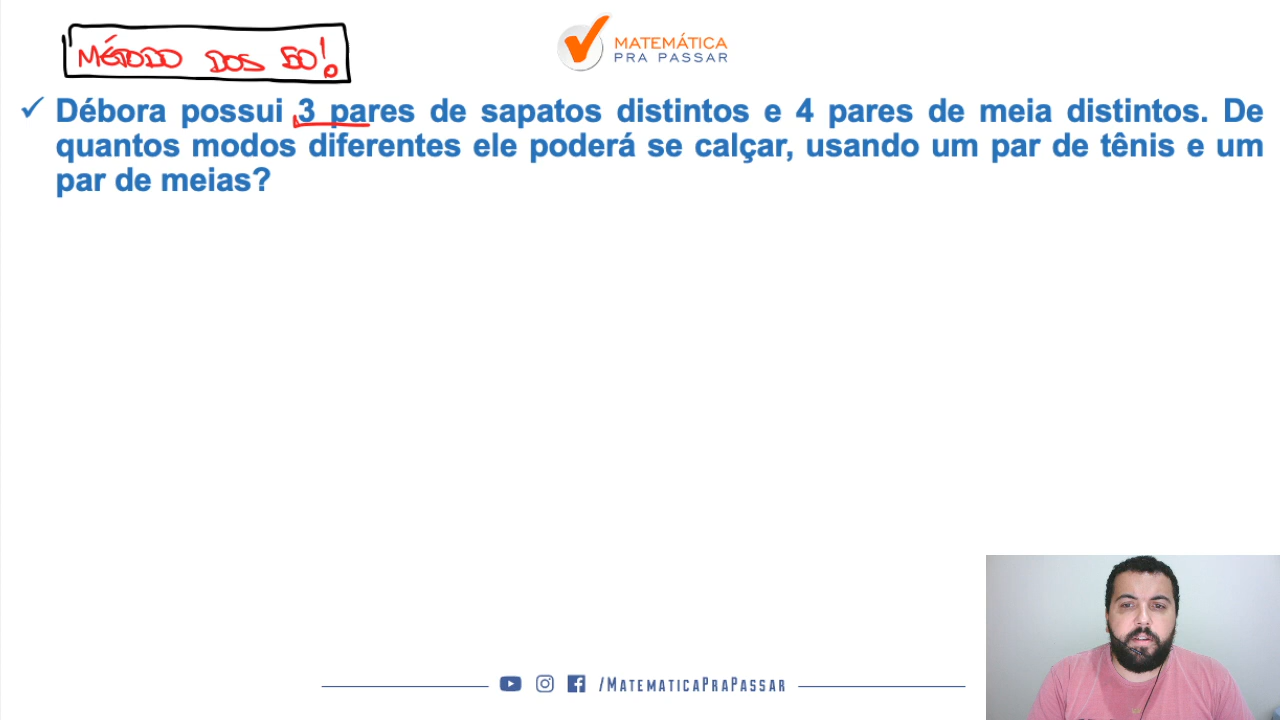 MÉTODO DOS 50!
MATEMÁTICA
PRA PASSAR
✓ Débora possui 3 pares de sapatos distintos e 4 pares de meia distintos. De
quantos modos diferentes ele poderá se calçar, usando um par de tênis e um
par de meias?
/MATEMATICAPRAPASSAR